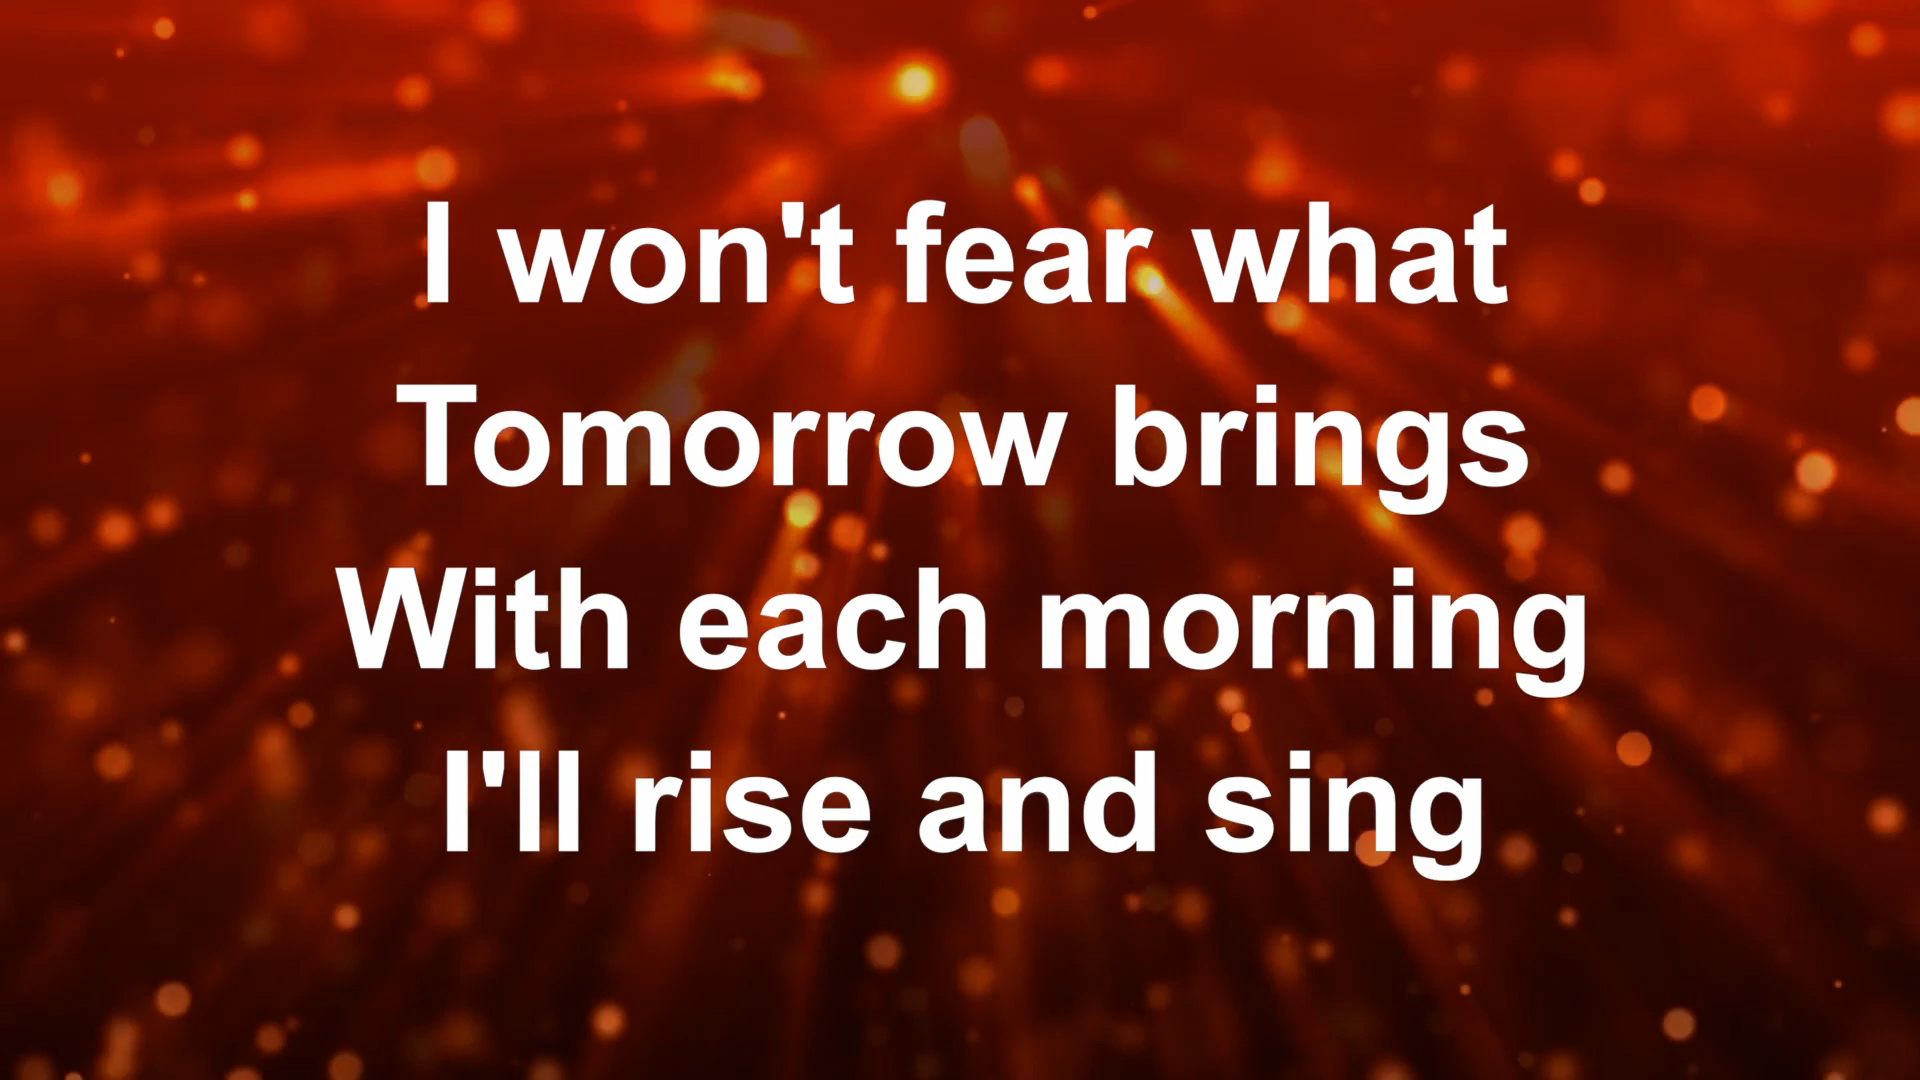 I won't fear what
Tomorrow brings
With each morning
I'll rise and sing